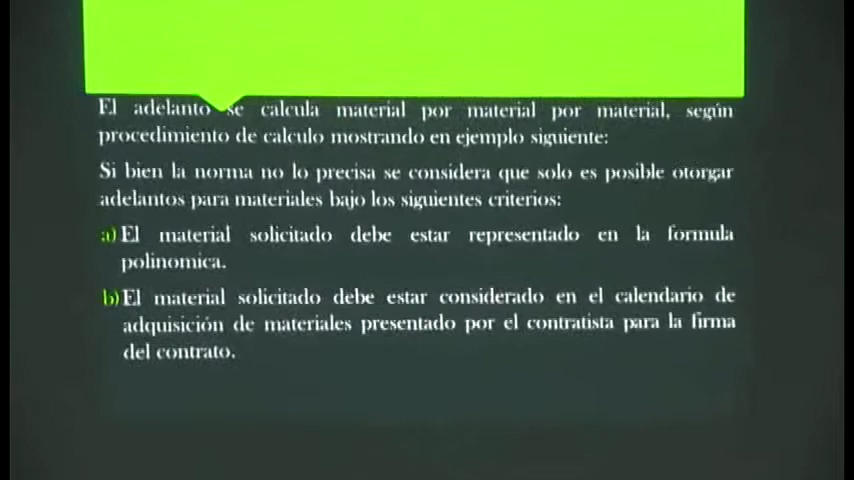 El adelanto se calcula material por material por material, según
procedimiento de calculo mostrando en ejemplo siguiente:
Si bien la norma no lo precisa se considera que solo es posible otorgar
adelantos para materiales bajo los siguientes criterios:
a) El material solicitado debe estar representado en la formula
polinomica.
b) El material solicitado debe estar considerado en el calendario de
adquisición de materiales presentado por el contratista para la firma
del contrato.